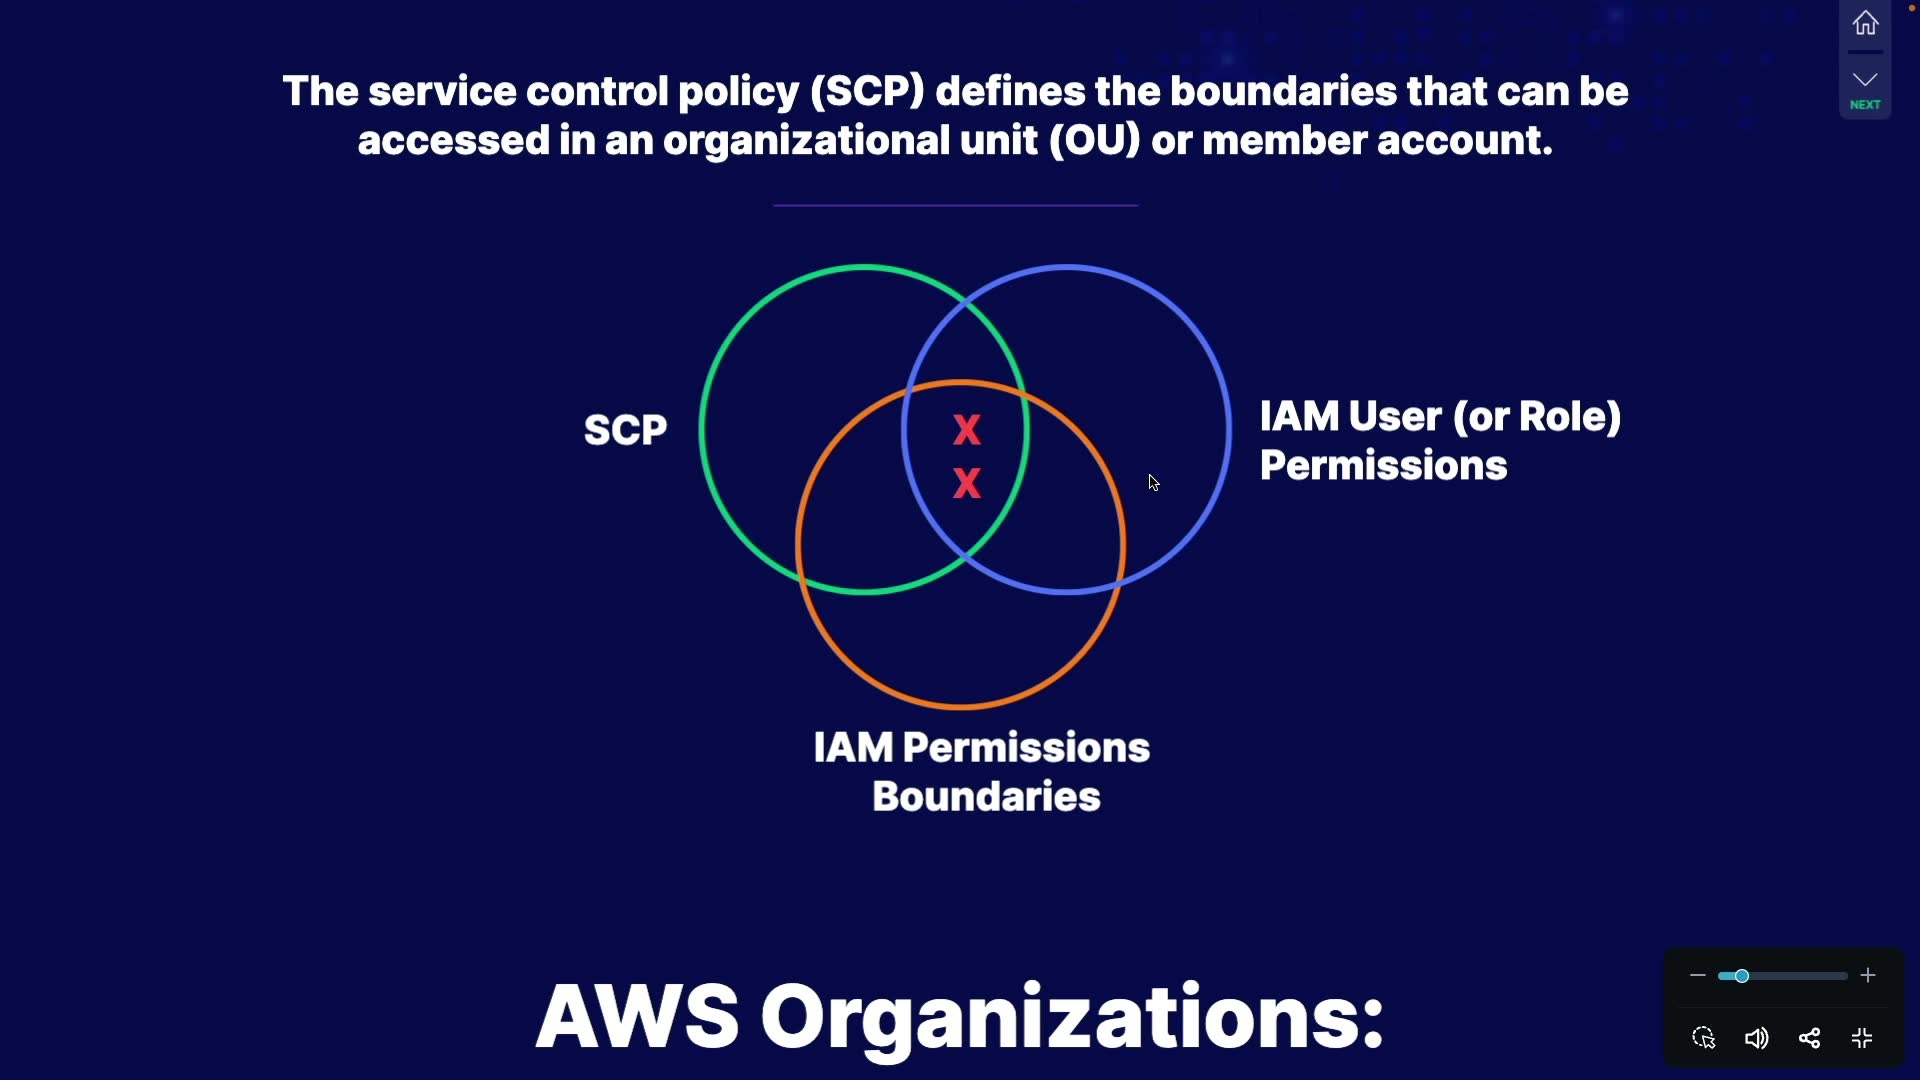 The service control policy (SCP) defines the boundaries that can be
accessed in an organizational unit (OU) or member account.
NEXT
SCP
X
X
IAM User (or Role)
Permissions
IAM Permissions
Boundaries
AWS Organizations: